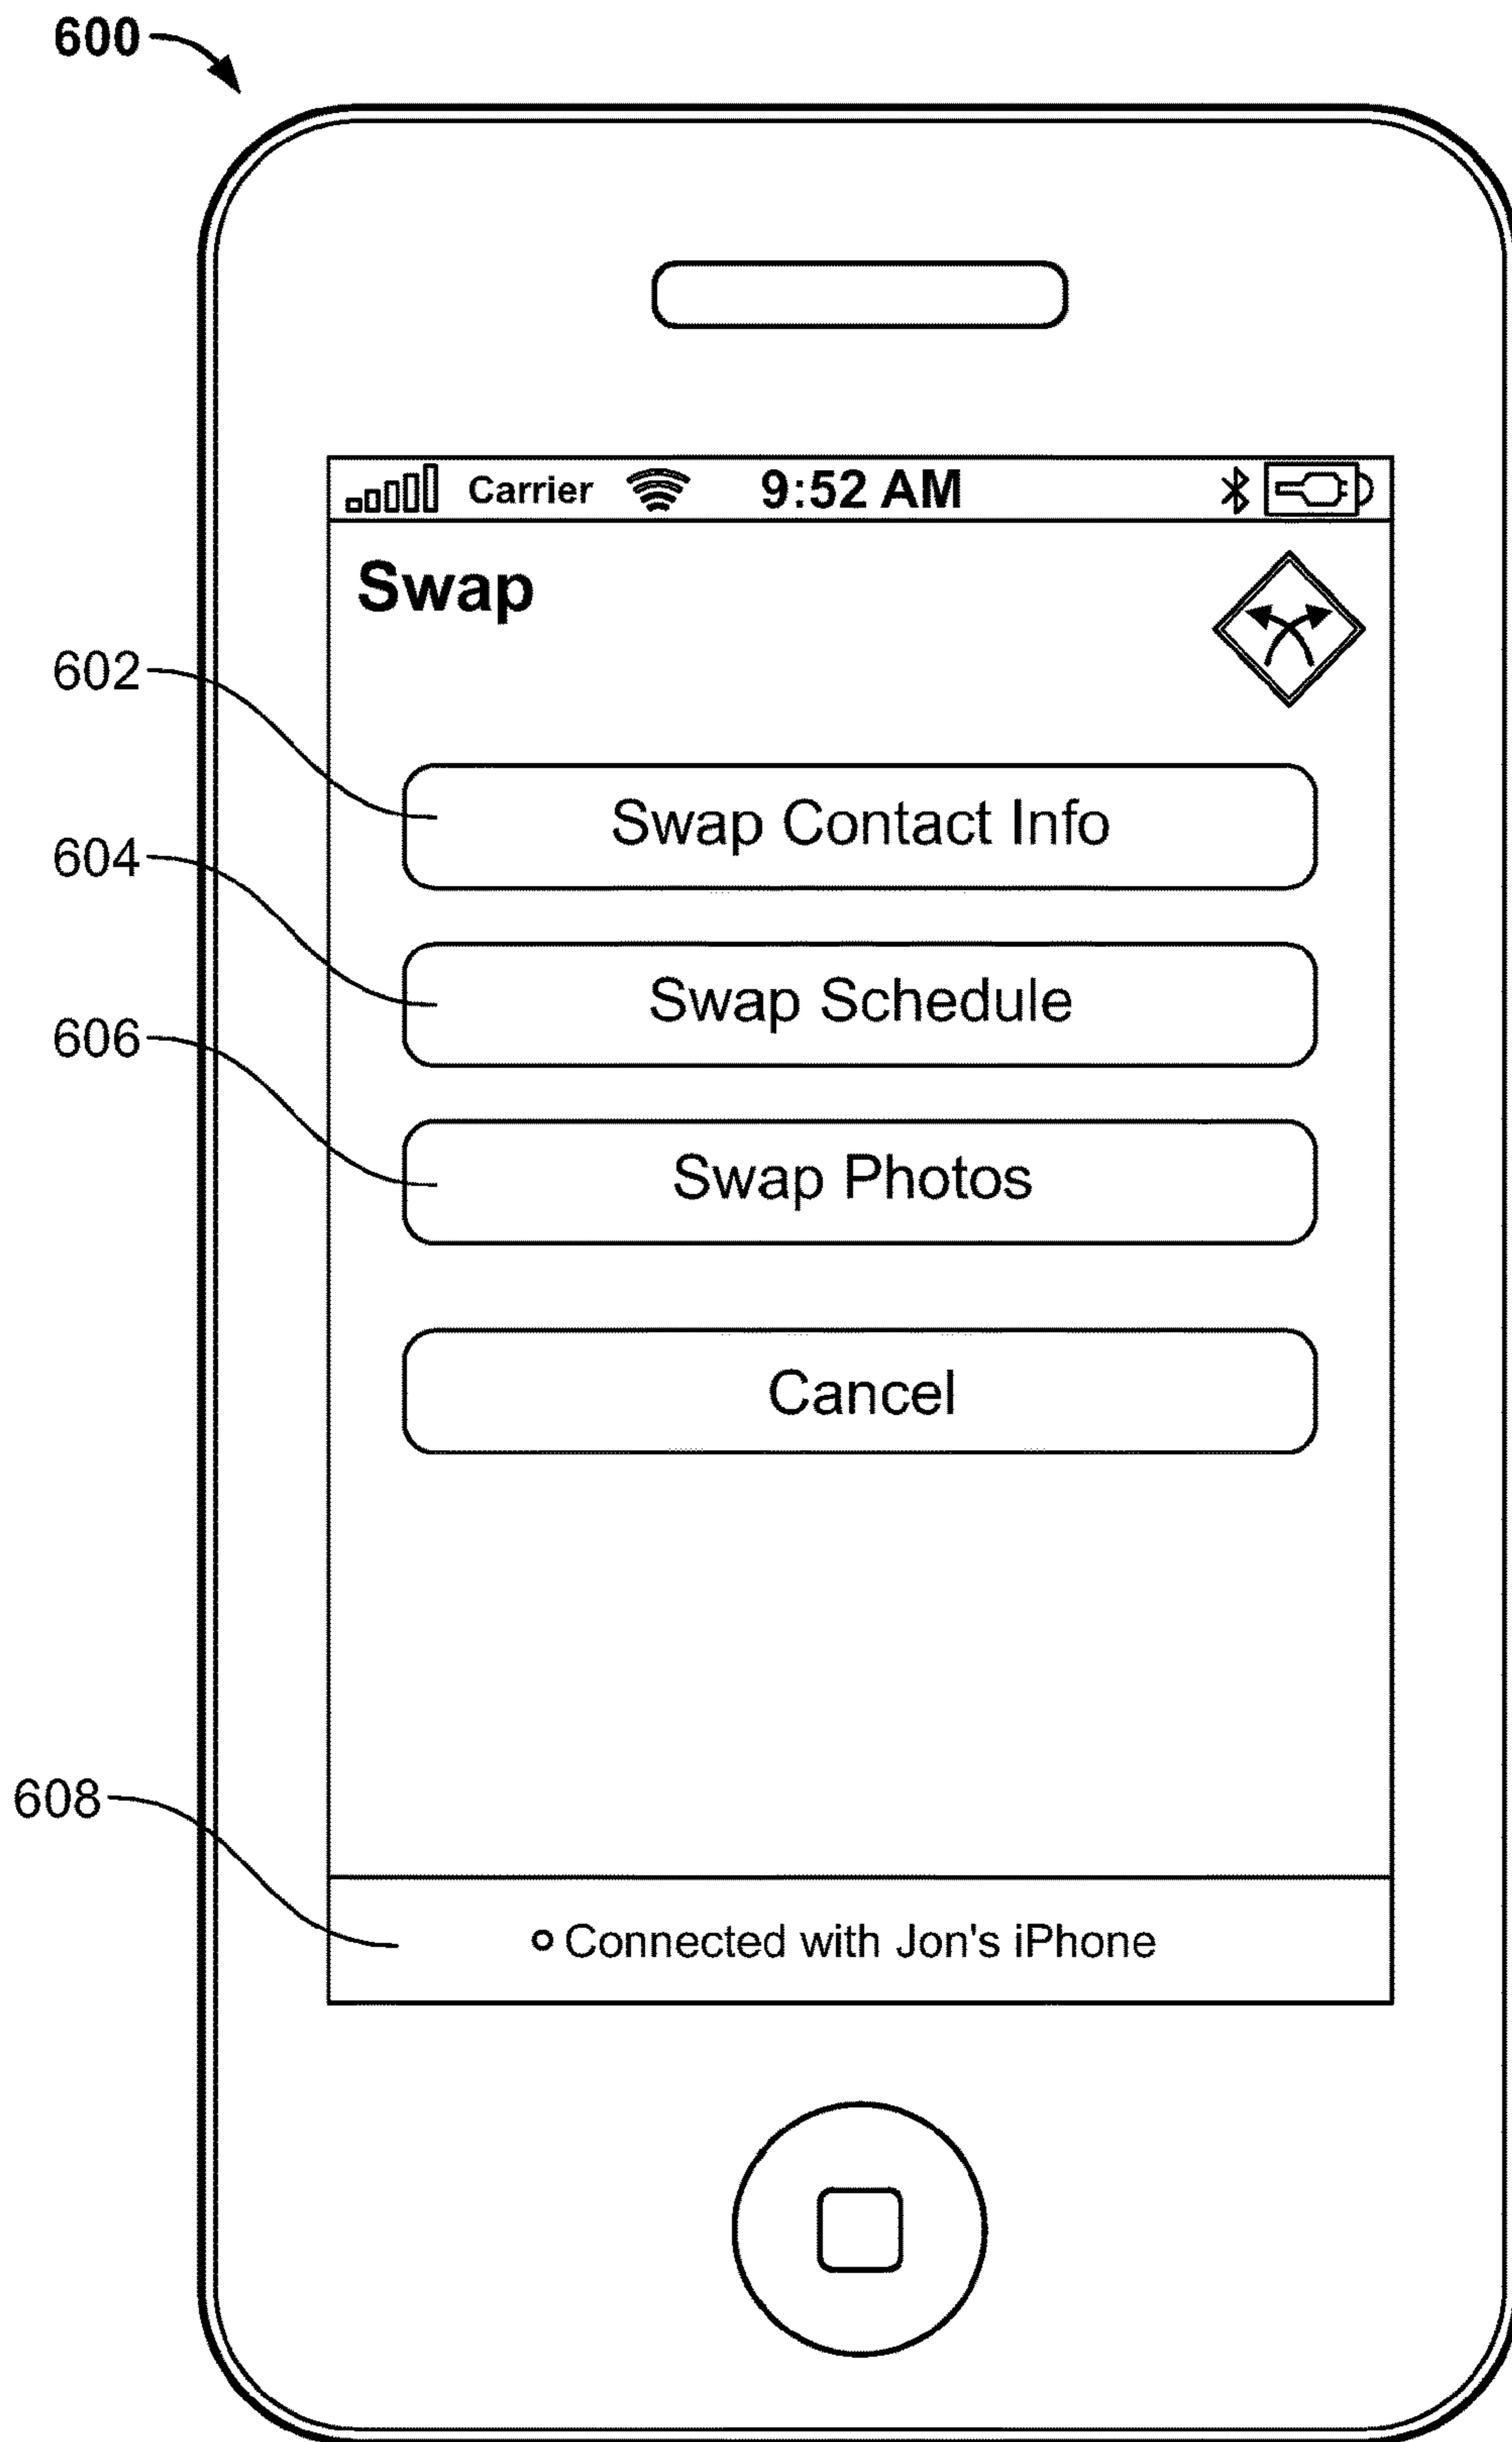 600
Carrier 9:52 AM
Swap
602
Swap Contact Info
604
Swap Schedule
606
Swap Photos
Cancel
608
Connected with Jon's iPhone